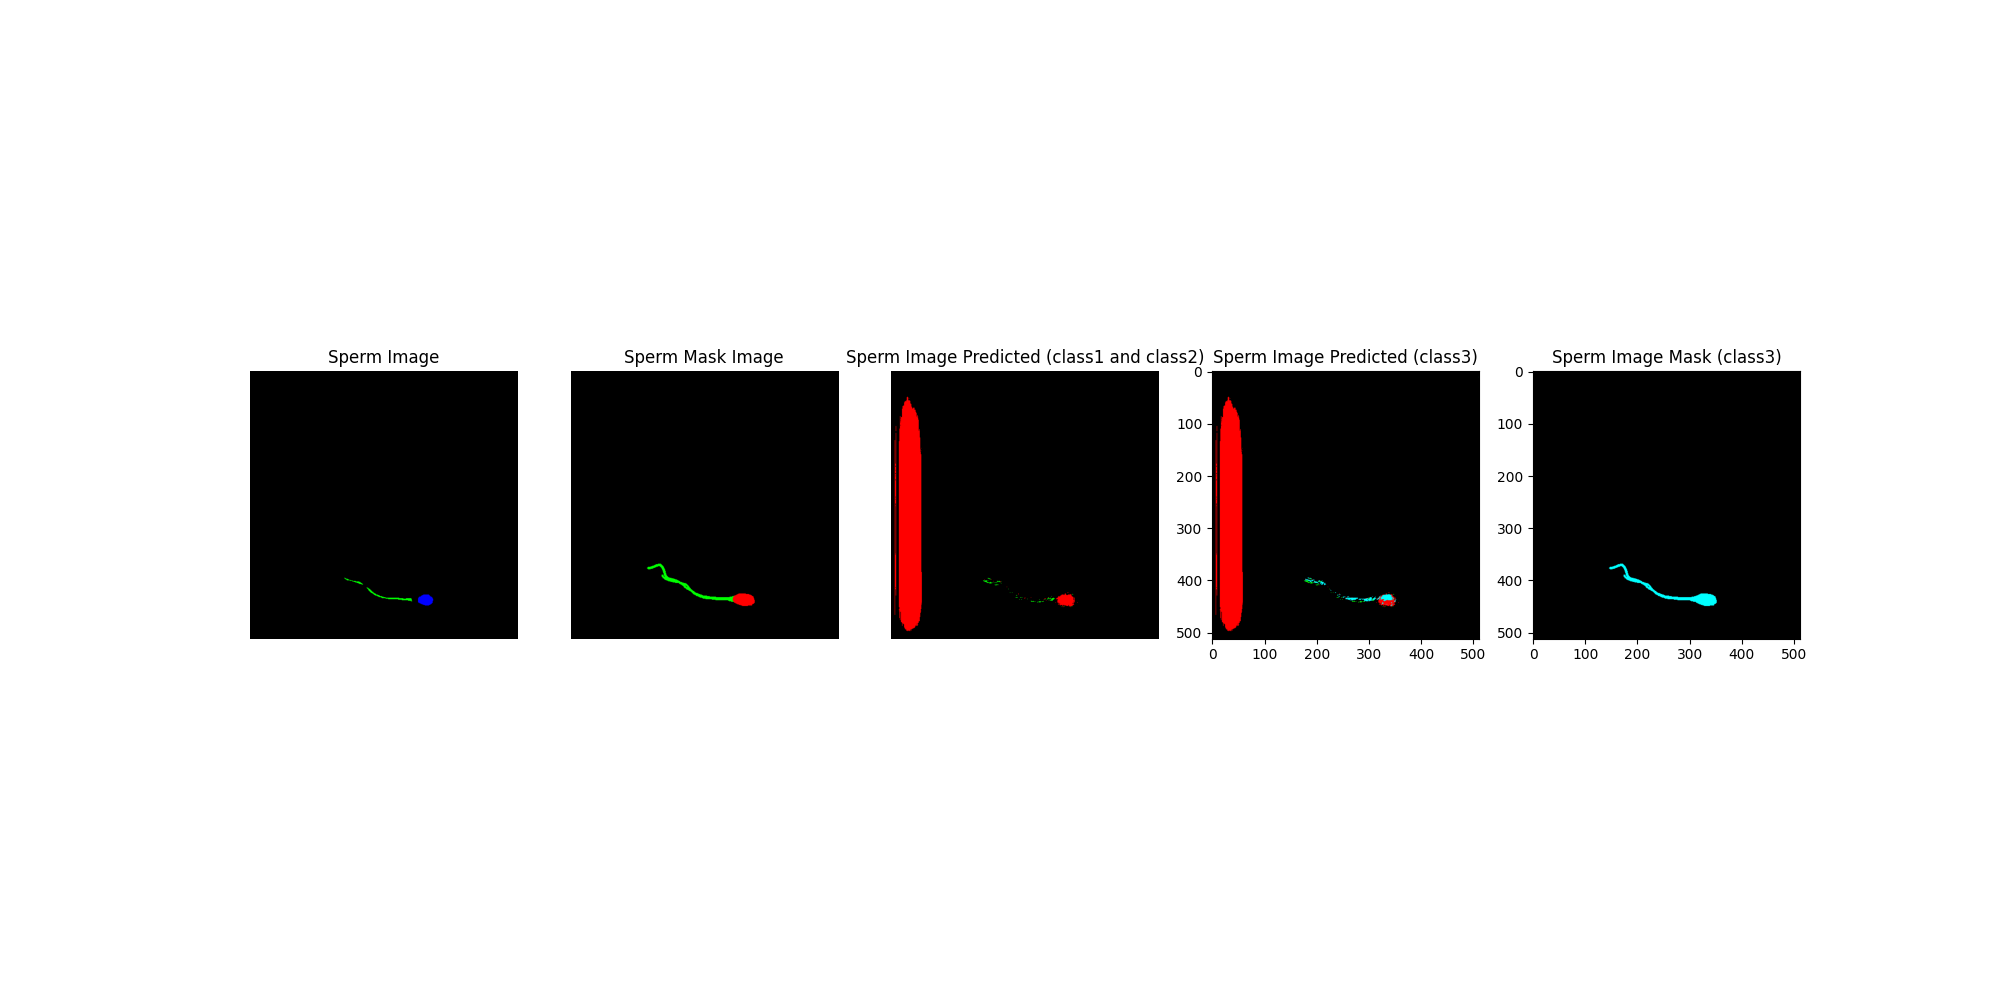 Sperm Image
Sperm Mask Image
Sperm Image Predicted (class1 and class2)
Sperm Image Predicted (class3)
Sperm Image Mask (class3)
0
100
200
300
400
500
0 100 200 300 400 500
0
100
200
300
400
500
0 100 200 300 400 500